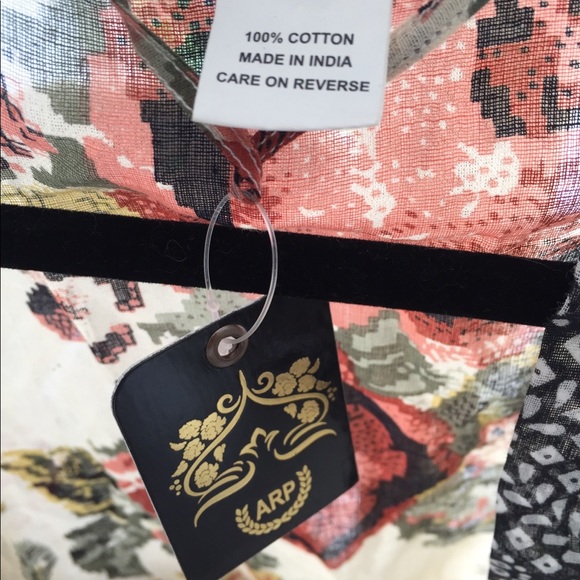 100% COTTON
MADE IN INDIA
CARE ON REVERSE
ARP